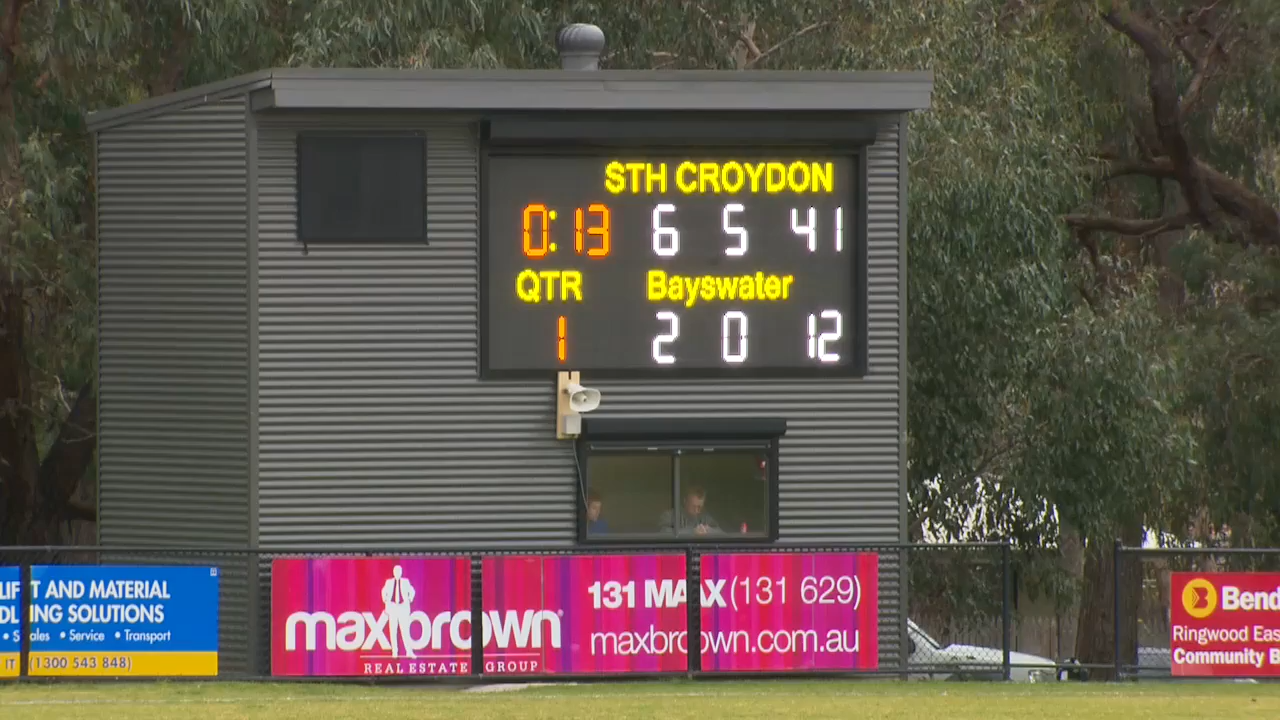 STH CROYDON
0:13 6 5 41
QTR Bayswater
1 2 0 12
LIFT AND MATERIAL
DLING SOLUTIONS
• Sales • Service • Transport
IT (1300 543 848)
maxbrown
REAL ESTATE GROUP
131 MAX (131 629)
maxbrown.com.au
Bend
Ringwood Eas
Community B